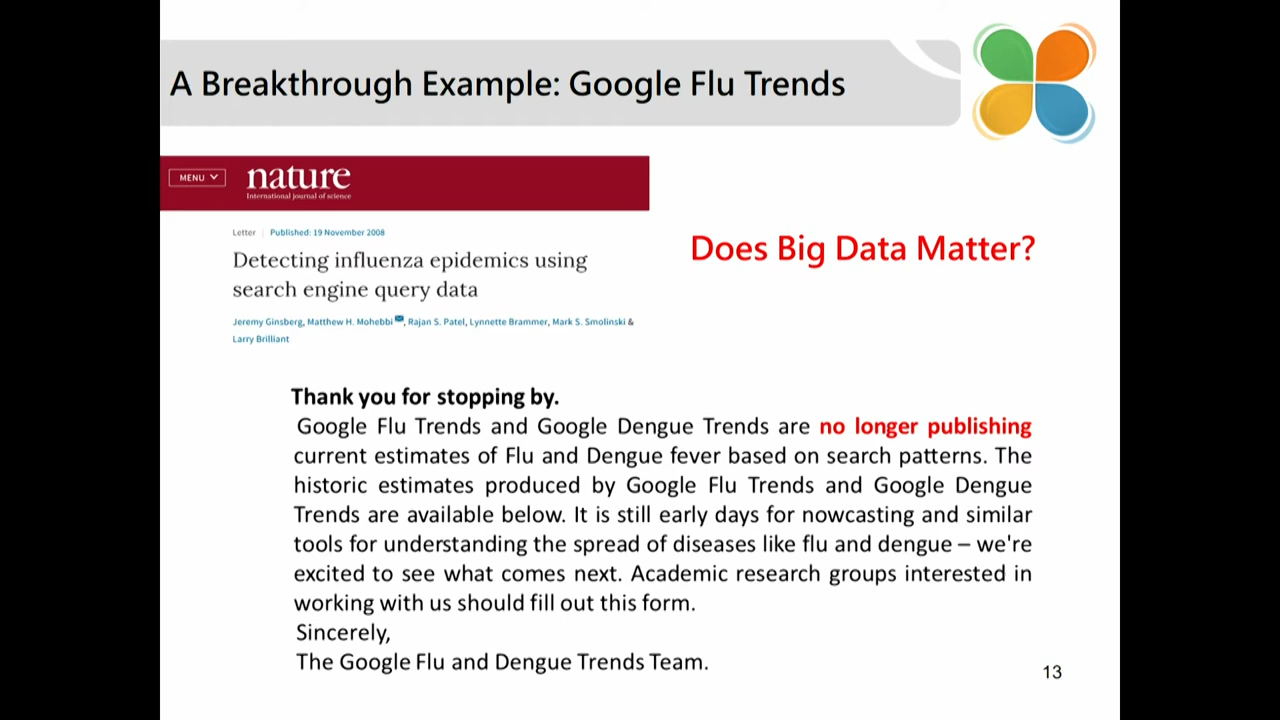 A Breakthrough Example: Google Flu Trends
MENU
nature
International journal of science
Letter | Published: 19 November 2008
Detecting influenza epidemics using
search engine query data
Jeremy Ginsberg, Matthew H. Mohebbi, Rajan S. Patel, Lynnette Brammer, Mark S. Smolinski &
Larry Brilliant
Does Big Data Matter?
Thank you for stopping by.
Google Flu Trends and Google Dengue Trends are no longer publishing
current estimates of Flu and Dengue fever based on search patterns. The
historic estimates produced by Google Flu Trends and Google Dengue
Trends are available below. It is still early days for nowcasting and similar
tools for understanding the spread of diseases like flu and dengue – we're
excited to see what comes next. Academic research groups interested in
working with us should fill out this form.
Sincerely,
The Google Flu and Dengue Trends Team.
13